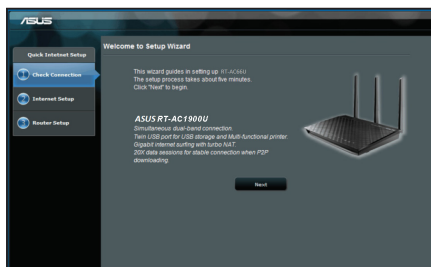 ASUS
Quick Internet Setup
1 Check Connection
2 Internet Setup
3 Router Setup
Welcome to Setup Wizard
This wizard guides in setting up RT-AC66U
The setup process takes about five minutes.
Click "Next" to begin.
ASUS RT-AC1900U
Simultaneous dual-band connection.
Twin USB port for USB storage and Multi-functional printer.
Gigabit internet surfing with turbo NAT.
20X data sessions for stable connection when P2P
downloading.
Next